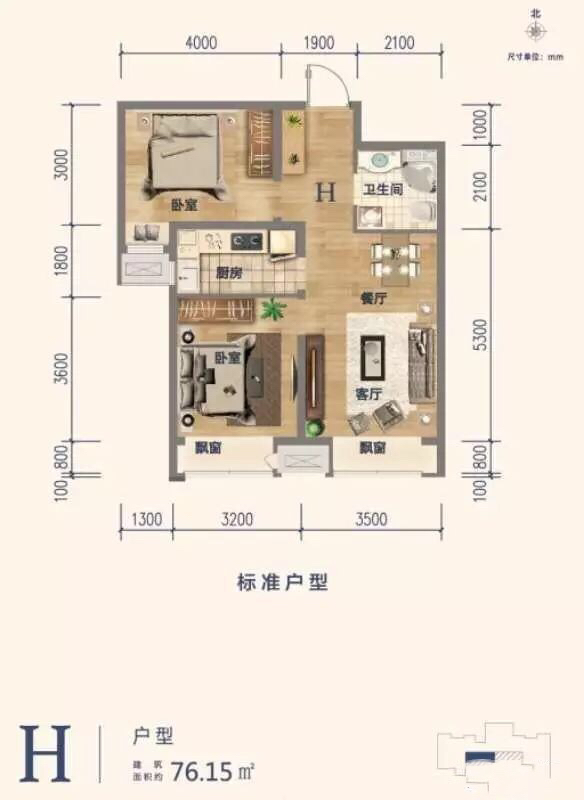 北
尺寸单位：mm
4000
1900
2100
3000
1800
3600
800
100
1000
2100
5300
800
100
卧室
H
卫生间
厨房
餐厅
卧室
客厅
飘窗
飘窗
1300
3200
3500
标准户型
H
户型
建筑
面积约
76.15㎡